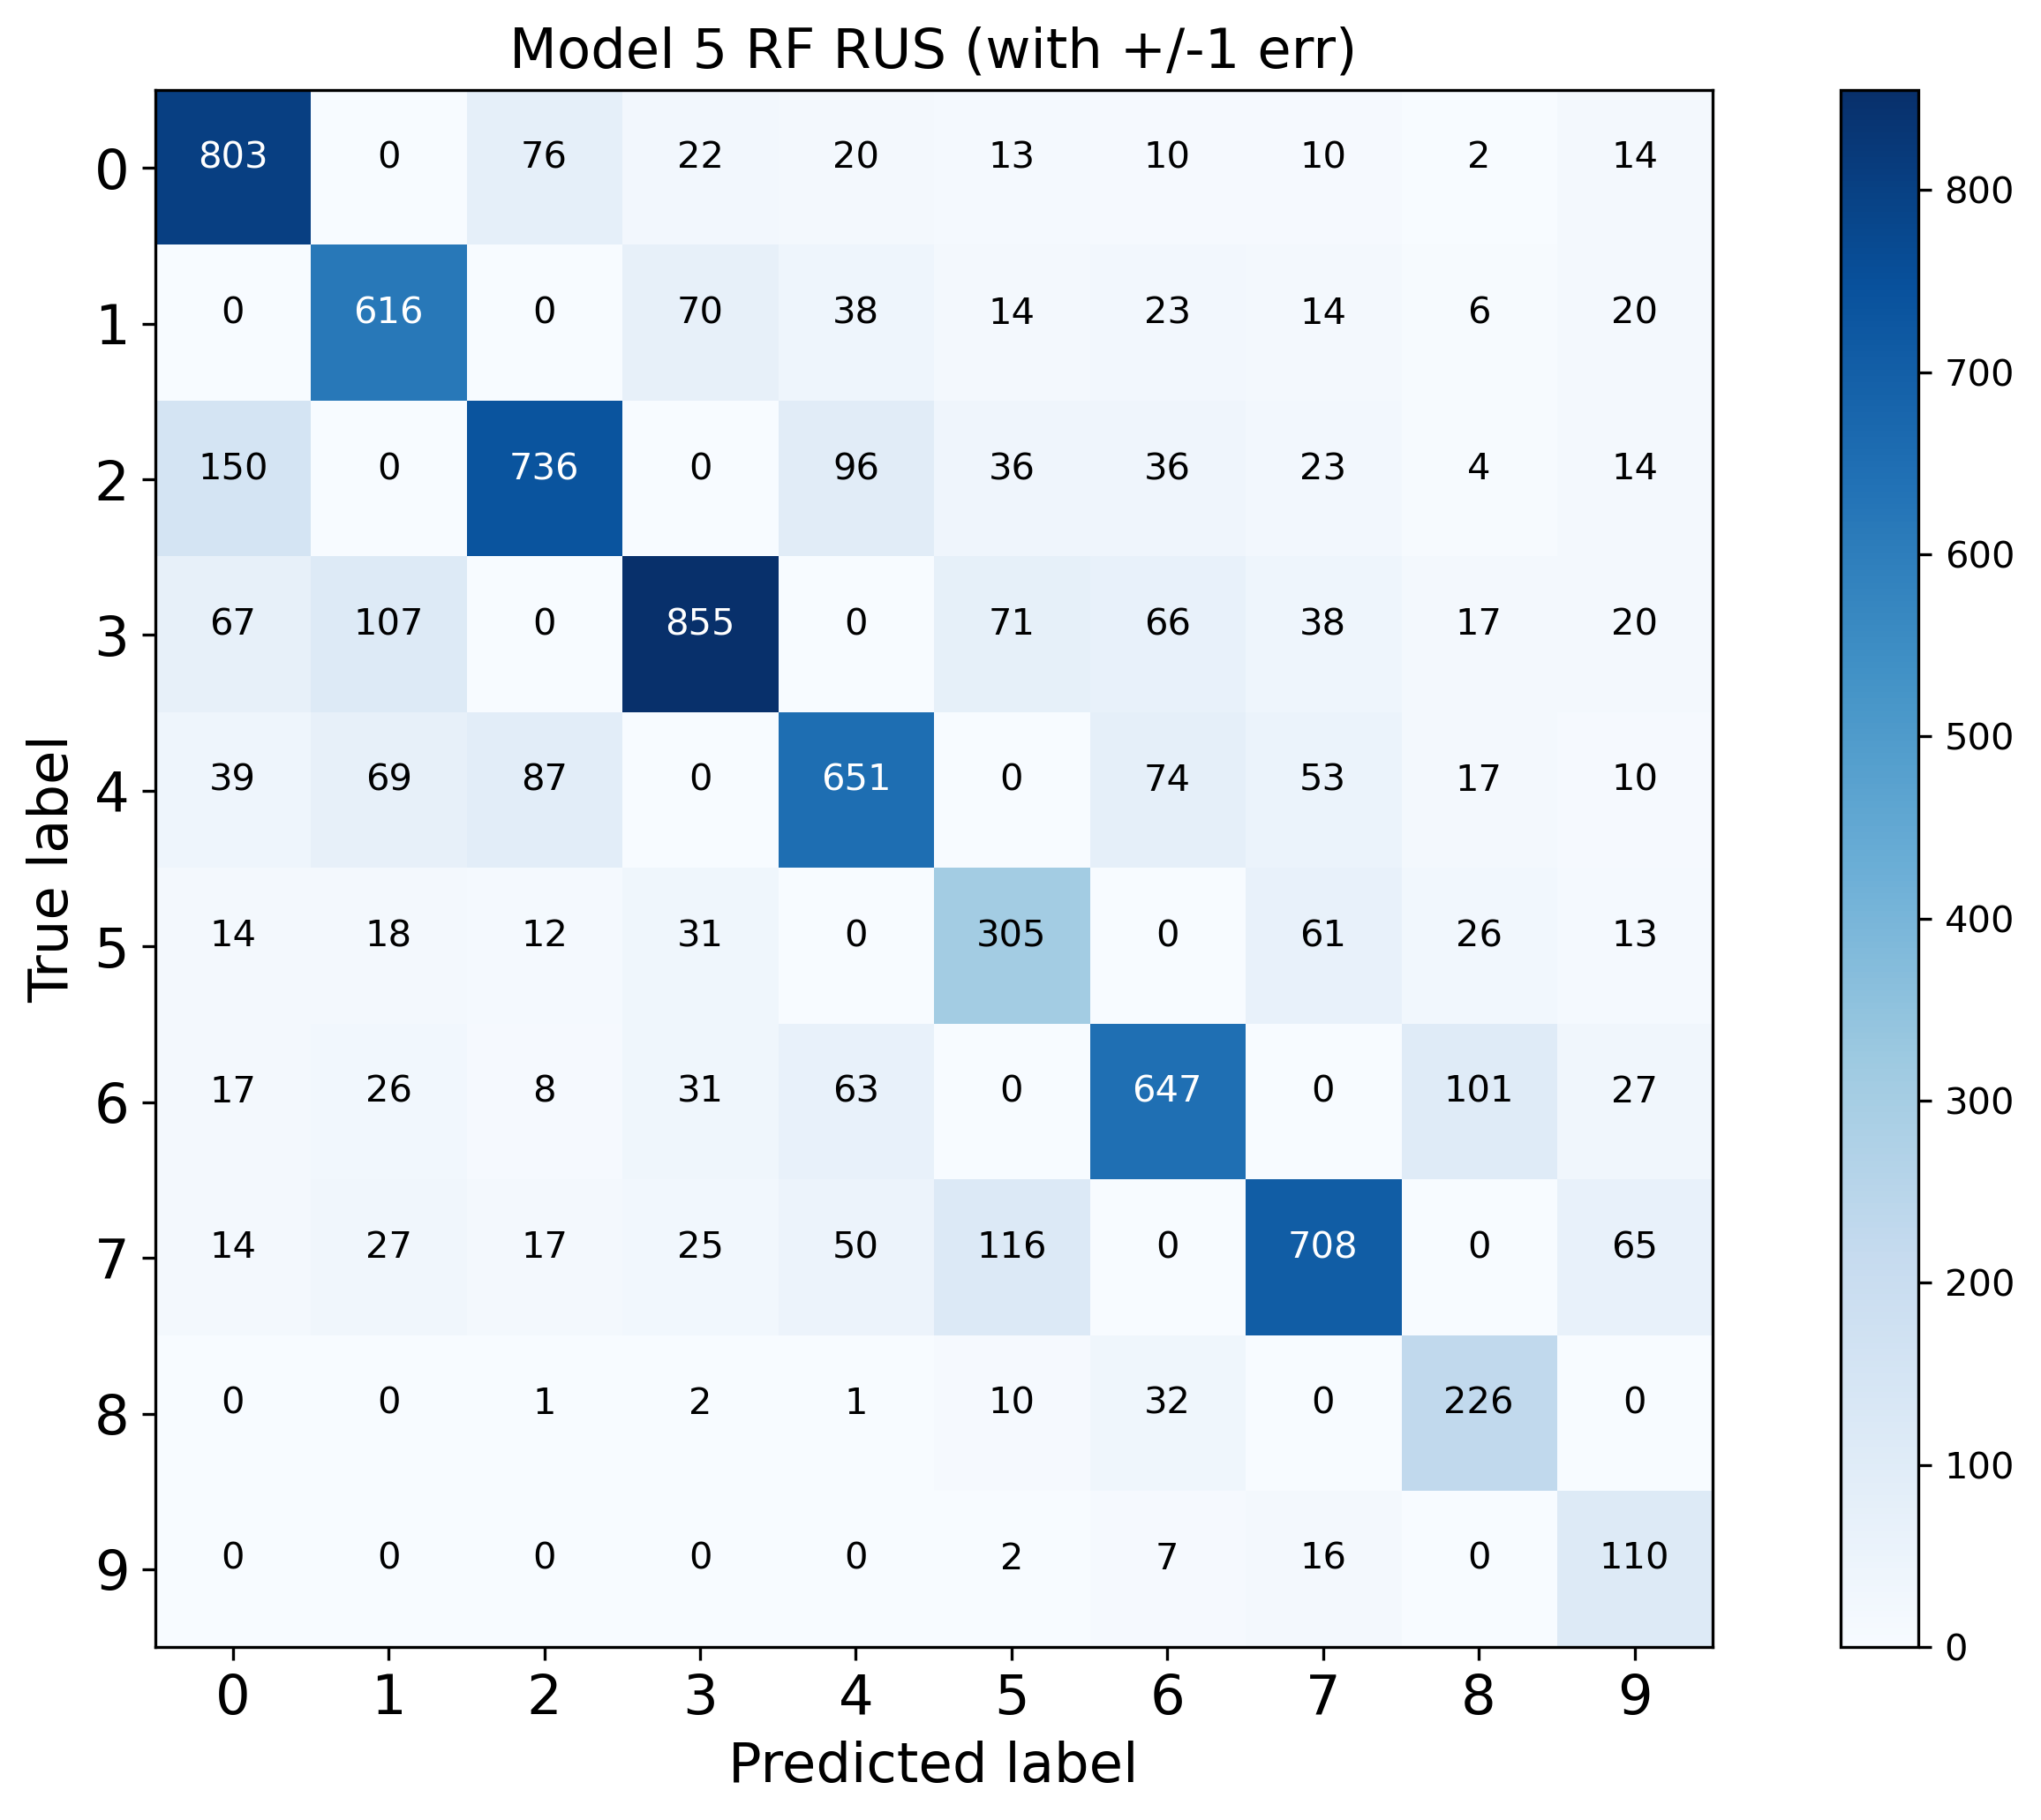 Model 5 RF RUS (with +/-1 err)
0 803 0 76 22 20 13 10 10 2 14
1 0 616 0 70 38 14 23 14 6 20
2 150 0 736 0 96 36 36 23 4 14
3 67 107 0 855 0 71 66 38 17 20
4 39 69 87 0 651 0 74 53 17 10
5 14 18 12 31 0 305 0 61 26 13
6 17 26 8 31 63 0 647 0 101 27
7 14 27 17 25 50 116 0 708 0 65
8 0 0 1 2 1 10 32 0 226 0
9 0 0 0 0 0 2 7 16 0 110
0 1 2 3 4 5 6 7 8 9
Predicted label
True label
800
700
600
500
400
300
200
100
0